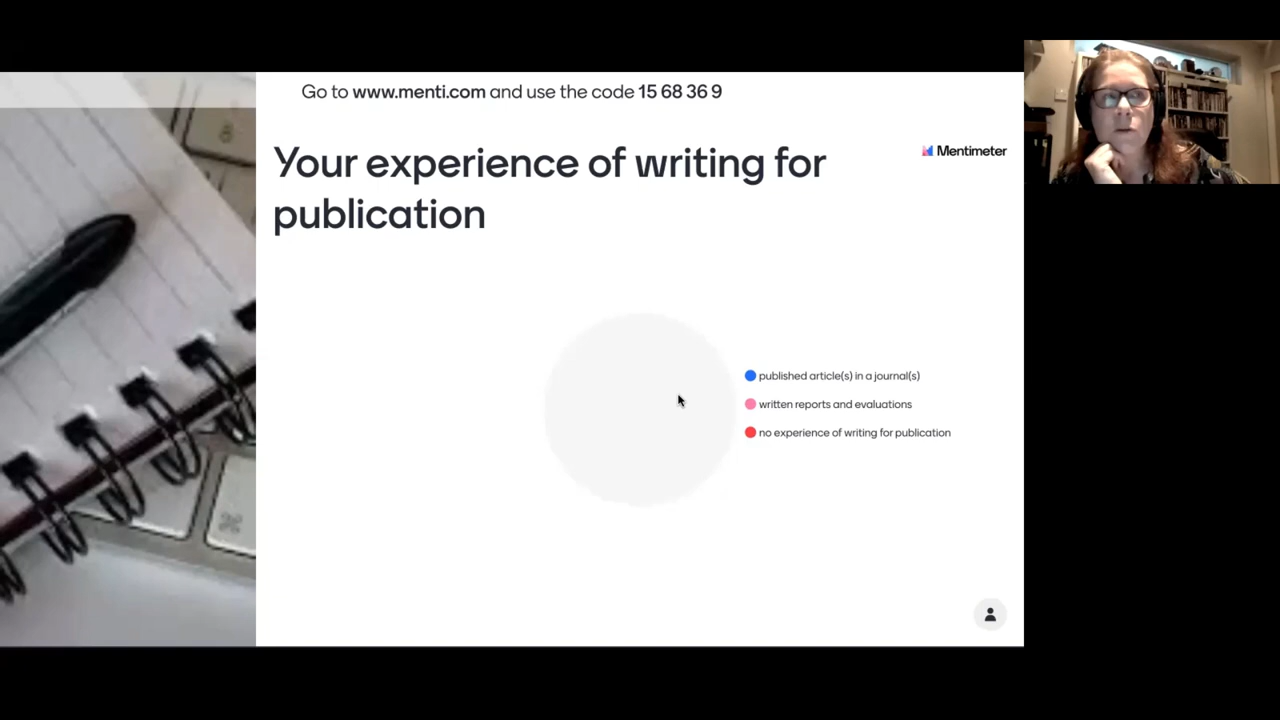 Go to www.menti.com and use the code 15 68 36 9
Your experience of writing for
publication
Mentimeter
published article(s) in a journal(s)
written reports and evaluations
no experience of writing for publication
8
⌘